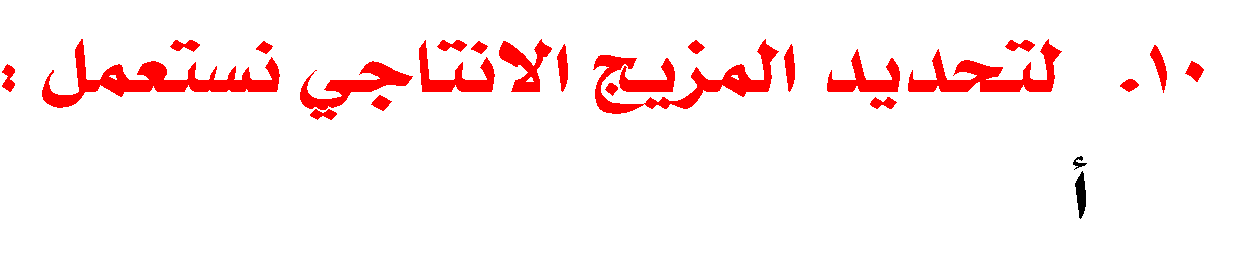 ١٠. لتحديد المزيج الانتاجي نستعمل :
أ